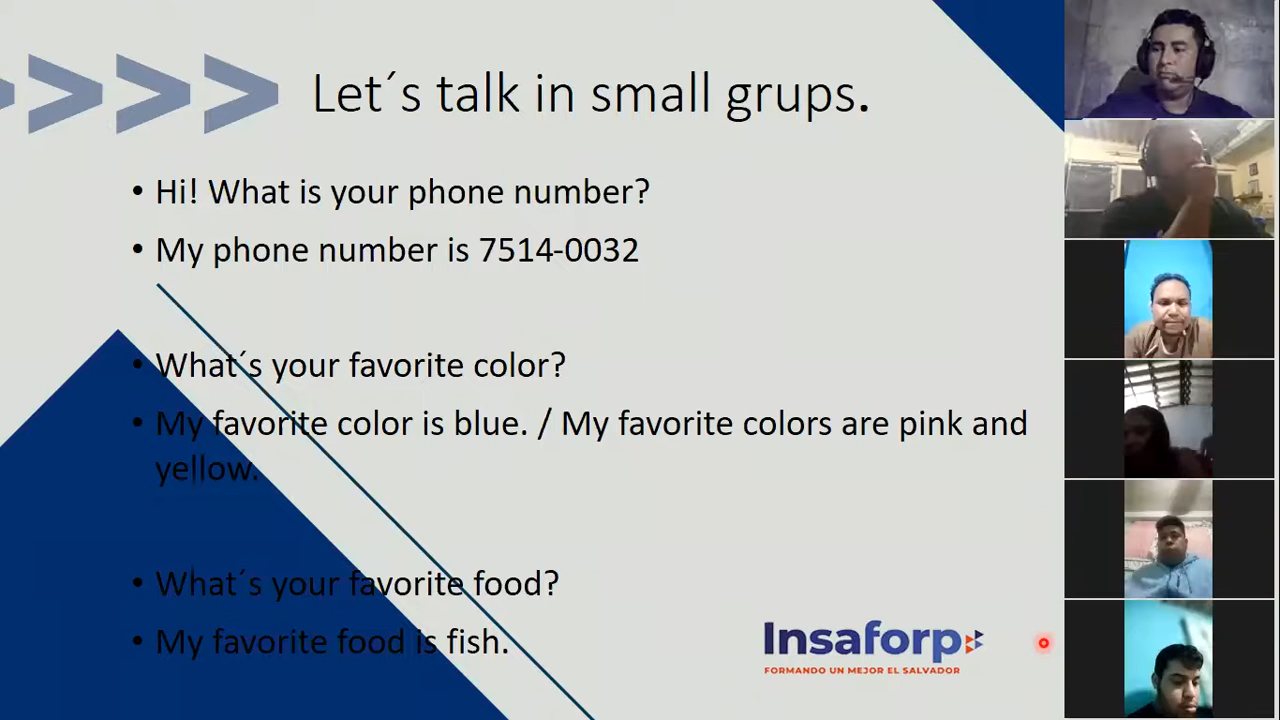 Let´s talk in small grups.
• Hi! What is your phone number?
• My phone number is 7514-0032
• What´s your favorite color?
• My favorite color is blue. / My favorite colors are pink and
yellow.
• What´s your favorite food?
• My favorite food is fish.
Insaforp
FORMANDO UN MEJOR EL SALVADOR